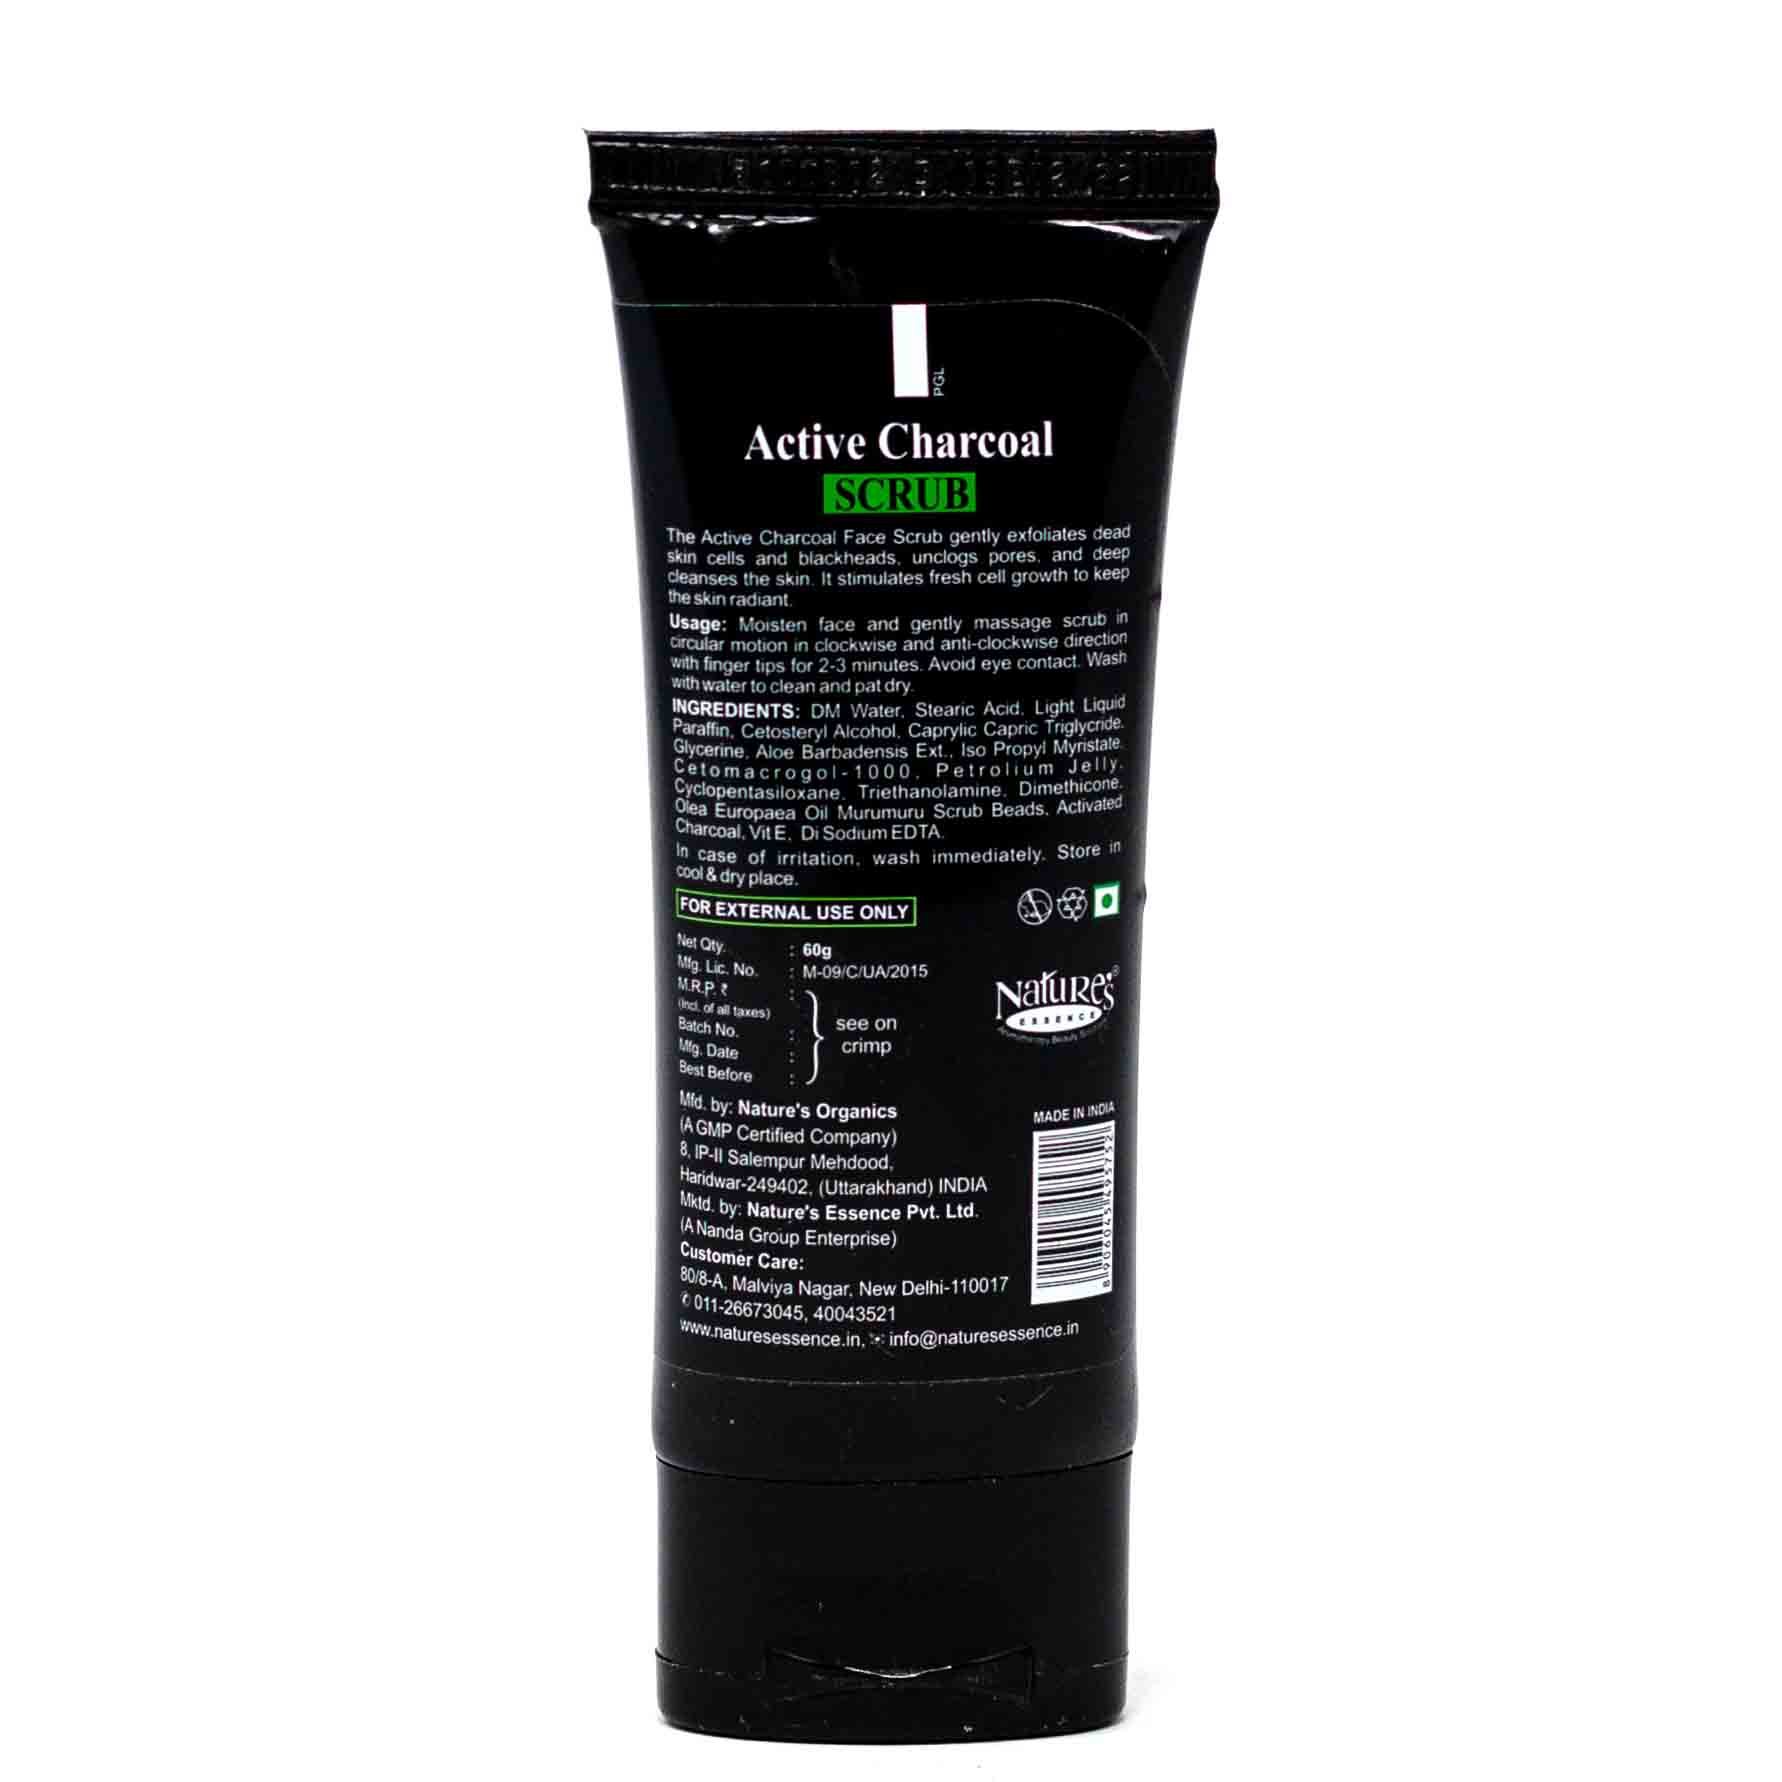 PGL
Active Charcoal
SCRUB
The Active Charcoal Face Scrub gently exfoliates dead
skin cells and blackheads, unclogs pores, and deep
cleanses the skin. It stimulates fresh cell growth to keep
the skin radiant.
Usage: Moisten face and gently massage scrub in
circular motion in clockwise and anti-clockwise direction
with finger tips for 2-3 minutes. Avoid eye contact. Wash
with water to clean and pat dry.
INGREDIENTS: DM Water, Stearic Acid, Light Liquid
Paraffin, Cetosteryl Alcohol, Caprylic Capric Triglycride,
Glycerine, Aloe Barbadensis Ext., Iso Propyl Myristate,
Cetomacrogol-1000, Petrolium Jelly,
Cyclopentasiloxane, Triethanolamine, Dimethicone,
Olea Europaea Oil Murumuru Scrub Beads, Activated
Charcoal, Vit E, Di Sodium EDTA.
In case of irritation, wash immediately. Store in
cool & dry place.
FOR EXTERNAL USE ONLY
Net Qty. : 60g
Mfg. Lic. No. : M-09/C/UA/2015
M.R.P. ₹ :
(Incl. of all taxes)
Batch No. :
Mfg. Date :
Best Before :
see on
crimp
Nature's®
ESSENCE
Mfd. by: Nature's Organics
(A GMP Certified Company)
8, IP-II Salempur Mehdood,
Haridwar-249402, (Uttarakhand) INDIA
Mktd. by: Nature's Essence Pvt. Ltd.
(A Nanda Group Enterprise)
Customer Care:
80/8-A, Malviya Nagar, New Delhi-110017
✆ 011-26673045, 40043521
www.naturesessence.in, ✉ info@naturesessence.in
MADE IN INDIA
8906045495752